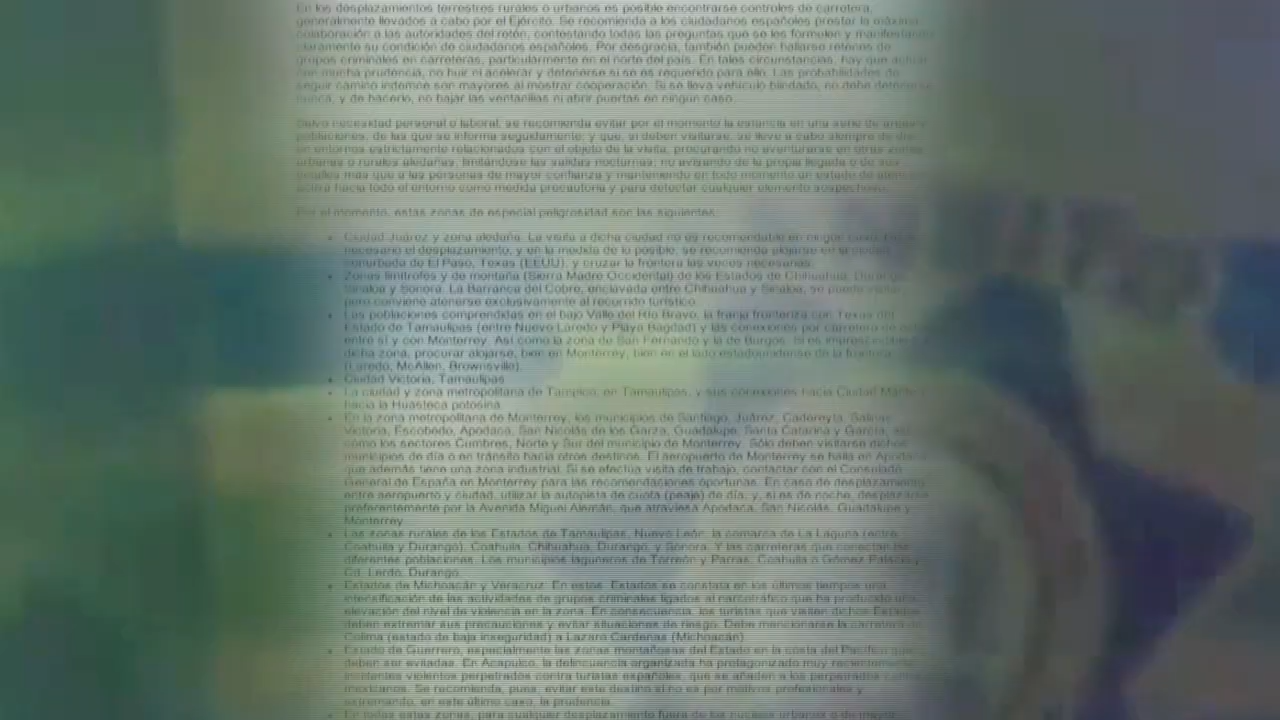 En los desplazamientos terrestres rurales o urbanos es posible encontrarse controles de carretera,
generalmente llevados a cabo por el Ejército. Se recomienda a los ciudadanos españoles prestar la máxima
colaboración a las autoridades del retén, contestando todas las preguntas que se les formulen y manifestando
claramente su condición de ciudadanos españoles. Por desgracia, también pueden hallarse retenes de
grupos criminales en carreteras, particularmente en el norte del país. En tales circunstancias, hay que actuar
con mucha prudencia, no huir ni acelerar y detenerse si se es requerido para ello. Las probabilidades de
seguir camino indemne son mayores al mostrar cooperación. Si se lleva vehículo blindado, no debe detenerse
nunca, y de hacerlo, no bajar las ventanillas ni abrir puertas en ningún caso.
Salvo necesidad personal o laboral, se recomienda evitar por el momento la estancia en una serie de áreas y
poblaciones, de las que se informa seguidamente; y que, si deben visitarse, se lleve a cabo siempre de día,
en entornos estrictamente relacionados con el objeto de la visita, procurando no aventurarse en otras zonas
urbanas o rurales aledañas, limitándose las salidas nocturnas; no avisando de la propia llegada o de sus
detalles más que a las personas de mayor confianza y manteniendo en todo momento un estado de atención
activa hacia todo el entorno como medida precautoria y para detectar cualquier elemento sospechoso.
Por el momento, estas zonas de especial peligrosidad son las siguientes:
• Ciudad Juárez y zona aledaña. La visita a dicha ciudad no es recomendable en ningún caso.
necesario el desplazamiento, y en la medida de lo posible, se recomienda alojarse en la ciudad
conurbada de El Paso, Texas (EEUU), y cruzar la frontera las veces necesarias.
• Zonas limítrofes y de montaña (Sierra Madre Occidental) de los Estados de Chihuahua, Durango,
Sinaloa y Sonora. La Barranca del Cobre, enclavada entre Chihuahua y Sinaloa, se puede visitar,
pero conviene atenerse exclusivamente al recorrido turístico.
• Las poblaciones comprendidas en el bajo Valle del Río Bravo, la franja fronteriza con Texas del
Estado de Tamaulipas (entre Nuevo Laredo y Playa Bagdad) y las conexiones por carretera de
entre sí y con Monterrey. Así como la zona de San Fernando y la de Burgos. Si es imprescindible
dicha zona, procurar alojarse, bien en Monterrey, bien en el lado estadounidense de la frontera
(Laredo, McAllen, Brownsville).
• Ciudad Victoria, Tamaulipas
• La ciudad y zona metropolitana de Tampico, en Tamaulipas, y sus conexiones hacia Ciudad Mante y
hacia la Huasteca potosina
• En la zona metropolitana de Monterrey, los municipios de Santiago, Juárez, Cadereyta, Salinas
Victoria, Escobedo, Apodaca, San Nicolás de los Garza, Guadalupe, Santa Catarina y García, así
como los sectores Cumbres, Norte y Sur del municipio de Monterrey. Sólo deben visitarse dichos
municipios de día o en tránsito hacia otros destinos. El aeropuerto de Monterrey se halla en Apodaca,
que además tiene una zona industrial. Si se efectúa visita de trabajo, contactar con el Consulado
General de España en Monterrey para las recomendaciones oportunas. En caso de desplazamiento
entre aeropuerto y ciudad, utilizar la autopista de cuota (peaje) de día, y, si es de noche, desplazarse
preferentemente por la Avenida Miguel Alemán, que atraviesa Apodaca, San Nicolás, Guadalupe y
Monterrey.
• Las zonas rurales de los Estados de Tamaulipas, Nuevo León, la comarca de La Laguna (entre
Coahuila y Durango), Coahuila, Chihuahua, Durango, y Sonora. Y las carreteras que conectan las
diferentes poblaciones. Los municipios laguneros de Torreón y Parras, Coahuila o Gómez Palacio y
Cd. Lerdo, Durango.
• Estados de Michoacán y Veracruz: En estos Estados se constata en los últimos tiempos una
intensificación de las actividades de grupos criminales ligados al narcotráfico que ha producido una
elevación del nivel de violencia en la zona. En consecuencia, los turistas que visiten dichos Estados
deben extremar sus precauciones y evitar situaciones de riesgo. Debe mencionarse la carretera de
Colima (estado de baja inseguridad) a Lázaro Cárdenas (Michoacán).
• Estado de Guerrero, especialmente las zonas montañosas del Estado en la costa del Pacífico que
deben ser evitadas. En Acapulco, la delincuencia organizada ha protagonizado muy recientemente
incidentes violentos perpetrados contra turistas españoles, que se añaden a los perpetrados contra
mexicanos. Se recomienda, pues, evitar este destino si no es por motivos profesionales y
extremando, en este último caso, la prudencia.
• En todas estas zonas, para cualquier desplazamiento fuera de los núcleos urbanos o de